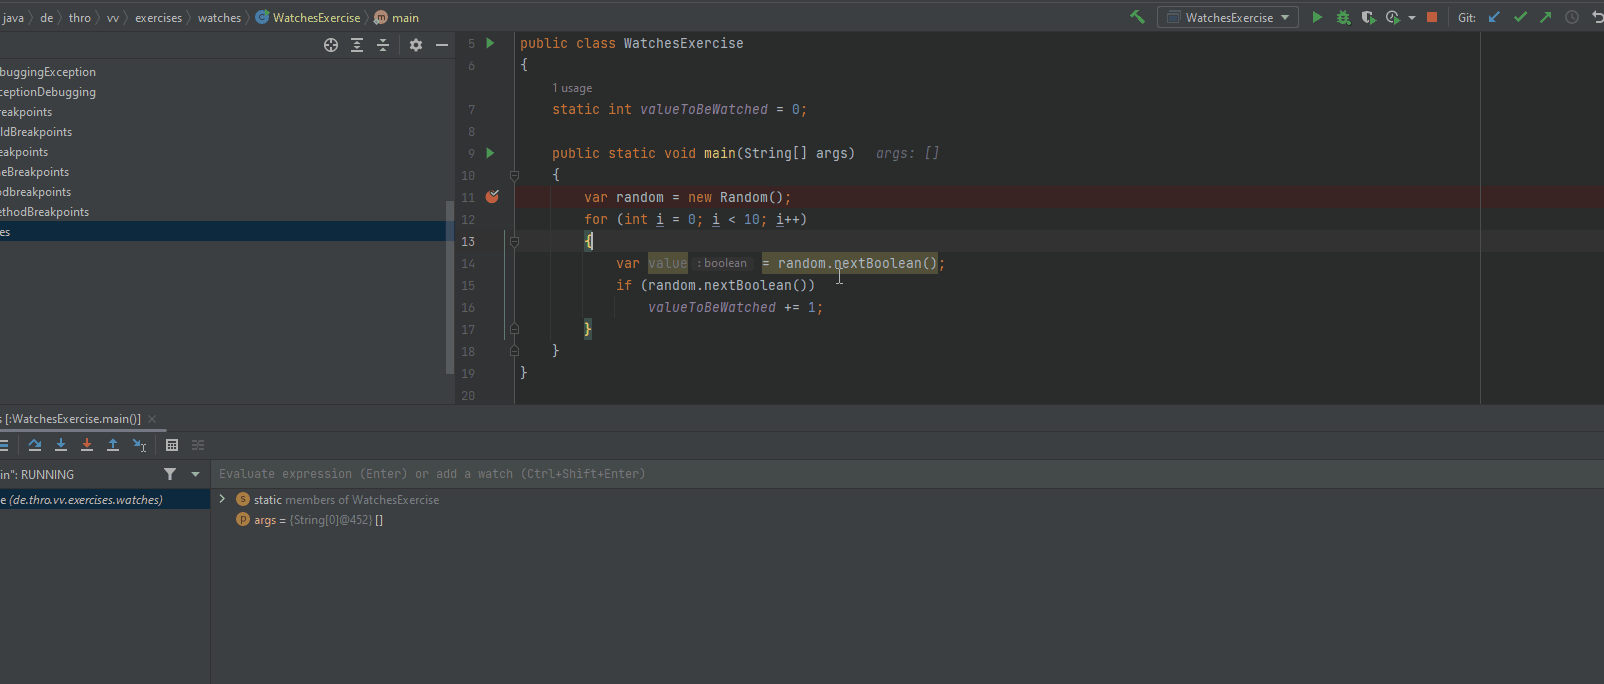 java de thro vv exercises watches WatchesExercise main WatchesExercise Git:
buggingException
ceptionDebugging
reakpoints
ldBreakpoints
eakpoints
eBreakpoints
odbreakpoints
ethodBreakpoints
es
5 public class WatchesExercise
6 {
1 usage
7 static int valueToBeWatched = 0;
8
9 public static void main(String[] args) args: []
10 {
11 var random = new Random();
12 for (int i = 0; i < 10; i++)
13 {
14 var value : boolean = random.nextBoolean();
15 if (random.nextBoolean())
16 valueToBeWatched += 1;
17 }
18 }
19 }
20
s [:WatchesExercise.main()]
in": RUNNING
Evaluate expression (Enter) or add a watch (Ctrl+Shift+Enter)
e (de.thro.vv.exercises.watches)
static members of WatchesExercise
args = {String[0]@452} []